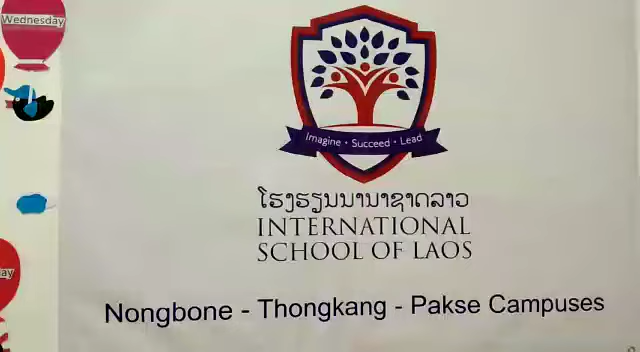 Wednesday
Imagine • Succeed • Lead
ໂຮງຮຽນນານາຊາດລາວ
INTERNATIONAL
SCHOOL OF LAOS
Nongbone - Thongkang - Pakse Campuses
ay